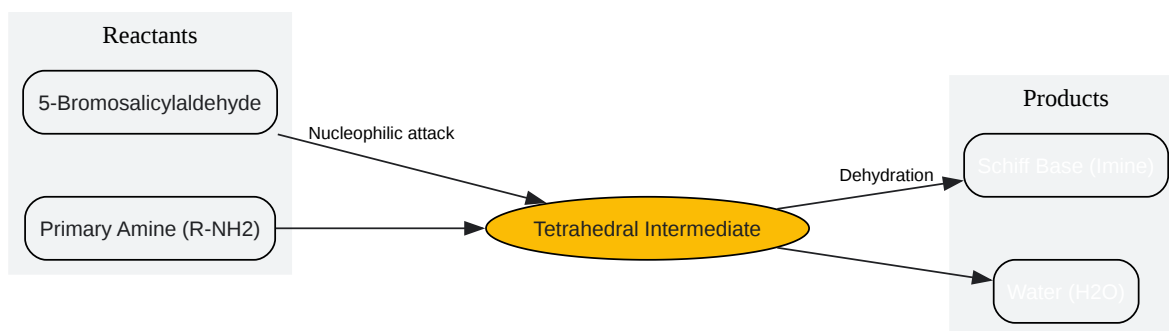 Reactants
5-Bromosalicylaldehyde
Primary Amine (R-NH2)
Nucleophilic attack
Tetrahedral Intermediate
Dehydration
Products
Schiff Base (Imine)
Water (H2O)